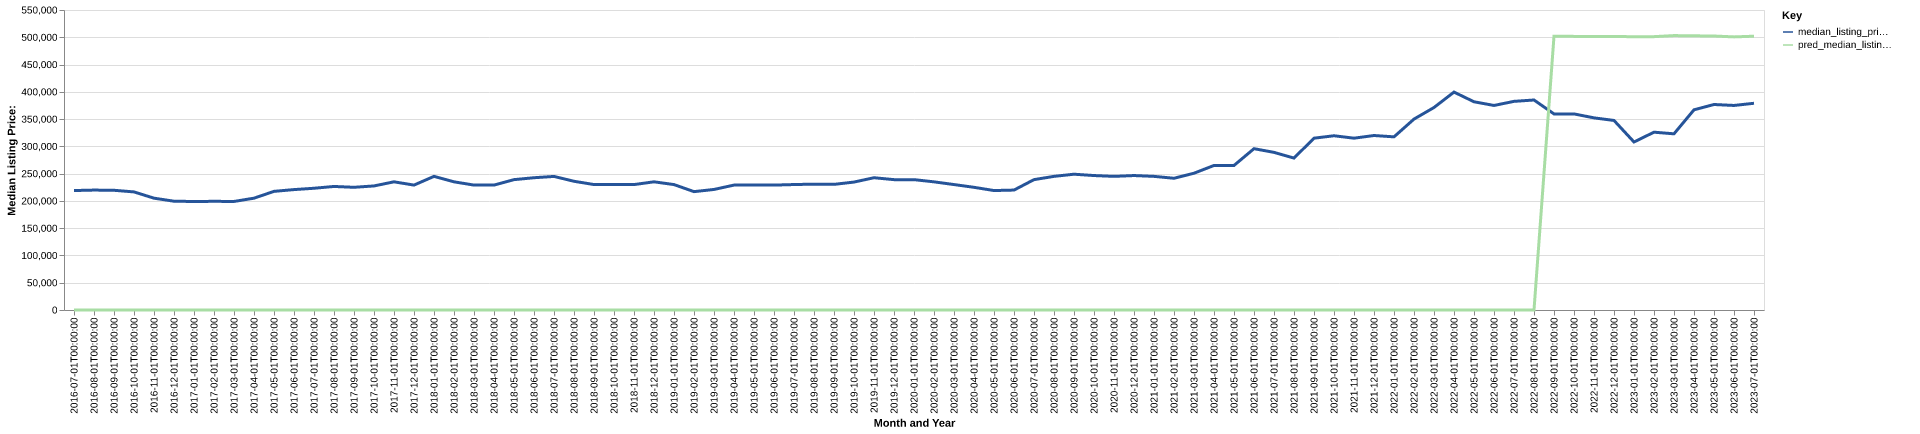 550,000
500,000
450,000
400,000
350,000
300,000
250,000
200,000
150,000
100,000
50,000
0
Median Listing Price:
2016-07-01T00:00:00
2016-08-01T00:00:00
2016-09-01T00:00:00
2016-10-01T00:00:00
2016-11-01T00:00:00
2016-12-01T00:00:00
2017-01-01T00:00:00
2017-02-01T00:00:00
2017-03-01T00:00:00
2017-04-01T00:00:00
2017-05-01T00:00:00
2017-06-01T00:00:00
2017-07-01T00:00:00
2017-08-01T00:00:00
2017-09-01T00:00:00
2017-10-01T00:00:00
2017-11-01T00:00:00
2017-12-01T00:00:00
2018-01-01T00:00:00
2018-02-01T00:00:00
2018-03-01T00:00:00
2018-04-01T00:00:00
2018-05-01T00:00:00
2018-06-01T00:00:00
2018-07-01T00:00:00
2018-08-01T00:00:00
2018-09-01T00:00:00
2018-10-01T00:00:00
2018-11-01T00:00:00
2018-12-01T00:00:00
2019-01-01T00:00:00
2019-02-01T00:00:00
2019-03-01T00:00:00
2019-04-01T00:00:00
2019-05-01T00:00:00
2019-06-01T00:00:00
2019-07-01T00:00:00
2019-08-01T00:00:00
2019-09-01T00:00:00
2019-10-01T00:00:00
2019-11-01T00:00:00
2019-12-01T00:00:00
2020-01-01T00:00:00
2020-02-01T00:00:00
2020-03-01T00:00:00
2020-04-01T00:00:00
2020-05-01T00:00:00
2020-06-01T00:00:00
2020-07-01T00:00:00
2020-08-01T00:00:00
2020-09-01T00:00:00
2020-10-01T00:00:00
2020-11-01T00:00:00
2020-12-01T00:00:00
2021-01-01T00:00:00
2021-02-01T00:00:00
2021-03-01T00:00:00
2021-04-01T00:00:00
2021-05-01T00:00:00
2021-06-01T00:00:00
2021-07-01T00:00:00
2021-08-01T00:00:00
2021-09-01T00:00:00
2021-10-01T00:00:00
2021-11-01T00:00:00
2021-12-01T00:00:00
2022-01-01T00:00:00
2022-02-01T00:00:00
2022-03-01T00:00:00
2022-04-01T00:00:00
2022-05-01T00:00:00
2022-06-01T00:00:00
2022-07-01T00:00:00
2022-08-01T00:00:00
2022-09-01T00:00:00
2022-10-01T00:00:00
2022-11-01T00:00:00
2022-12-01T00:00:00
2023-01-01T00:00:00
2023-02-01T00:00:00
2023-03-01T00:00:00
2023-04-01T00:00:00
2023-05-01T00:00:00
2023-06-01T00:00:00
2023-07-01T00:00:00
Month and Year
Key
median_listing_pri…
pred_median_listin…